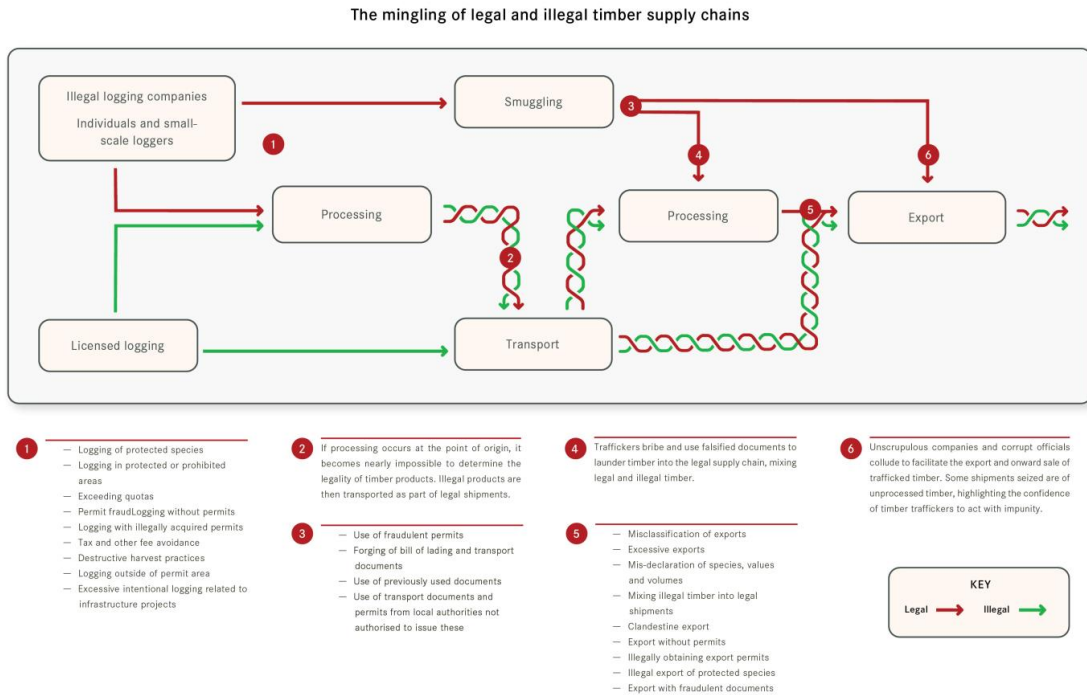 The mingling of legal and illegal timber supply chains
Illegal logging companies
Individuals and small-
scale loggers
Smuggling
3
1
4
6
Processing
Processing
5
Export
2
Licensed logging
Transport
1
— Logging of protected species
— Logging in protected or prohibited
areas
— Exceeding quotas
— Permit fraudLogging without permits
— Logging with illegally acquired permits
— Tax and other fee avoidance
— Destructive harvest practices
— Logging outside of permit area
— Excessive intentional logging related to
infrastructure projects
2
If processing occurs at the point of origin, it
becomes nearly impossible to determine the
legality of timber products. Illegal products are
then transported as part of legal shipments.
3
— Use of fraudulent permits
— Forging of bill of lading and transport
documents
— Use of previously used documents
— Use of transport documents and
permits from local authorities not
authorised to issue these
4
Traffickers bribe and use falsified documents to
launder timber into the legal supply chain, mixing
legal and illegal timber.
5
— Misclassification of exports
— Excessive exports
— Mis-declaration of species, values
and volumes
— Mixing illegal timber into legal
shipments
— Clandestine export
— Export without permits
— Illegally obtaining export permits
— Illegal export of protected species
— Export with fraudulent documents
6
Unscrupulous companies and corrupt officials
collude to facilitate the export and onward sale of
trafficked timber. Some shipments seized are of
unprocessed timber, highlighting the confidence
of timber traffickers to act with impunity.
KEY
Legal Illegal